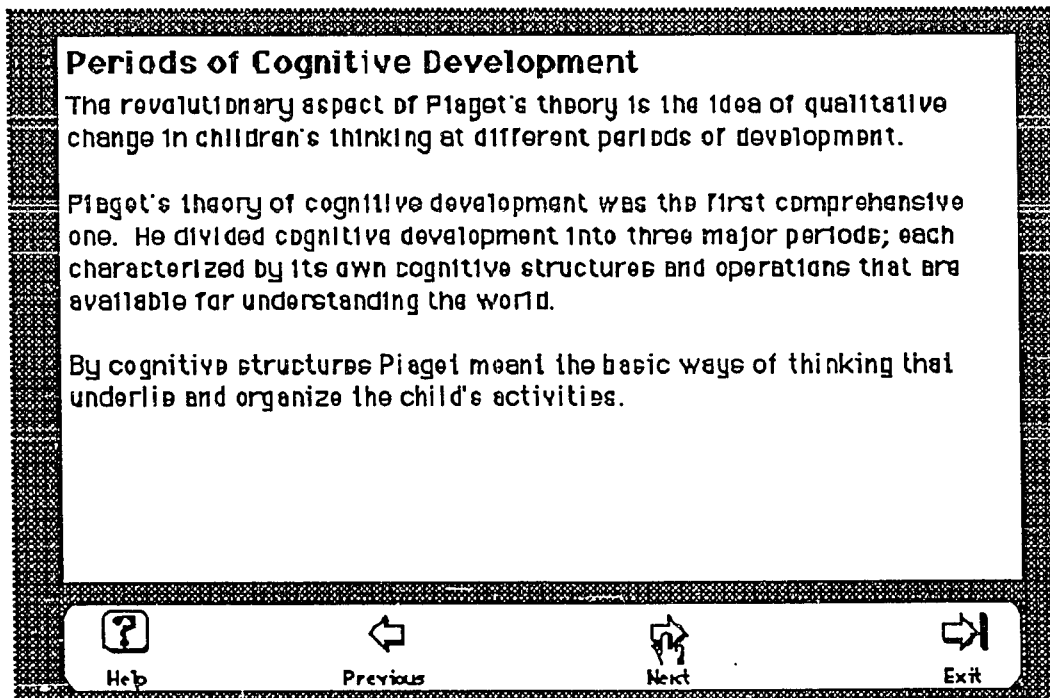 Periods of Cognitive Development
The revolutionary aspect of Piaget's theory is the idea of qualitative
change in children's thinking at different periods of development.
Piaget's theory of cognitive development was the first comprehensive
one. He divided cognitive development into three major periods; each
characterized by its own cognitive structures and operations that are
available for understanding the world.
By cognitive structures Piaget meant the basic ways of thinking that
underlie and organize the child's activities.
Help Previous Next Exit